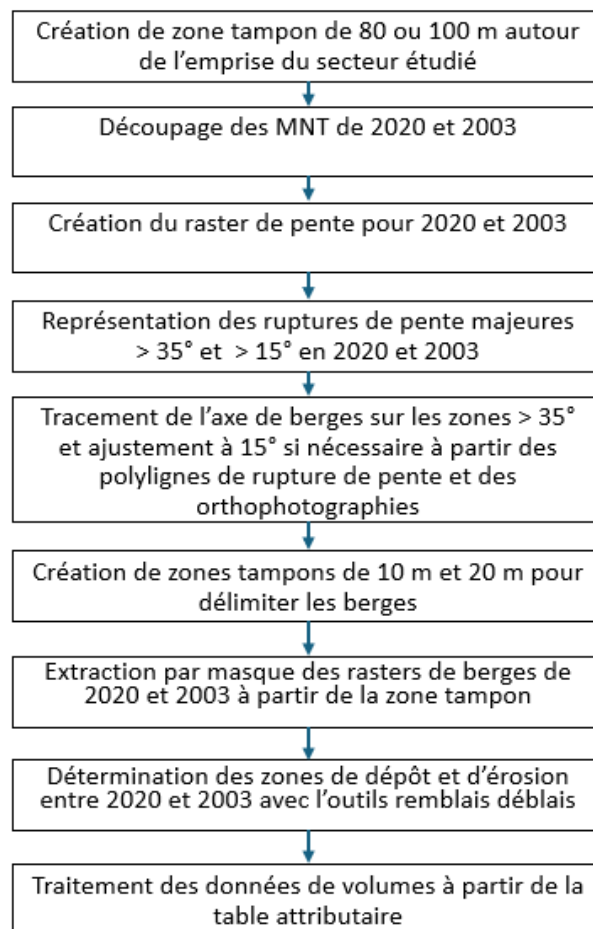 Création de zone tampon de 80 ou 100 m autour
de l’emprise du secteur étudié
Découpage des MNT de 2020 et 2003
Création du raster de pente pour 2020 et 2003
Représentation des ruptures de pente majeures
> 35° et > 15° en 2020 et 2003
Tracement de l’axe de berges sur les zones > 35°
et ajustement à 15° si nécessaire à partir des
polylignes de rupture de pente et des
orthophotographies
Création de zones tampons de 10 m et 20 m pour
délimiter les berges
Extraction par masque des rasters de berges de
2020 et 2003 à partir de la zone tampon
Détermination des zones de dépôt et d’érosion
entre 2020 et 2003 avec l’outils remblais déblais
Traitement des données de volumes à partir de la
table attributaire